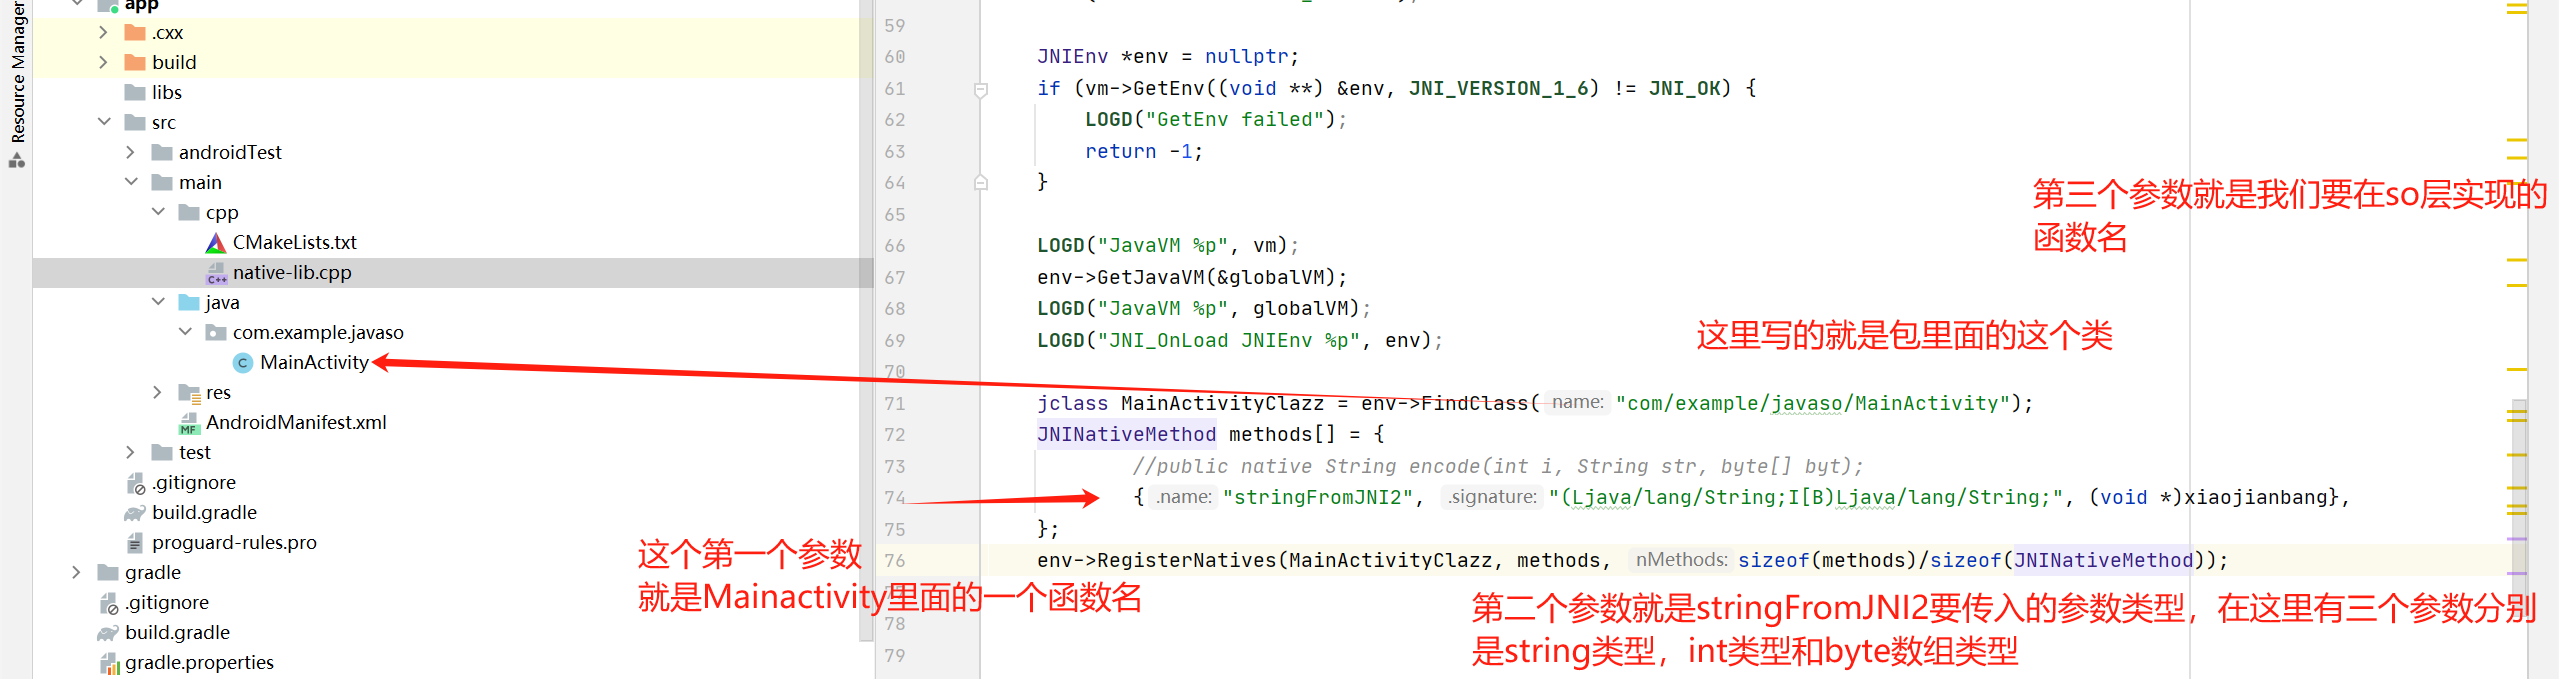 Resource Manager
app
.cxx
build
libs
src
androidTest
main
cpp
CMakeLists.txt
native-lib.cpp
java
com.example.javaso
MainActivity
res
AndroidManifest.xml
test
.gitignore
build.gradle
proguard-rules.pro
gradle
.gitignore
build.gradle
gradle.properties
59
60 JNIEnv *env = nullptr;
61 if (vm->GetEnv((void **) &env, JNI_VERSION_1_6) != JNI_OK) {
62 LOGD("GetEnv failed");
63 return -1;
64 }
65
66 LOGD("JavaVM %p", vm);
67 env->GetJavaVM(&globalVM);
68 LOGD("JavaVM %p", globalVM);
69 LOGD("JNI_OnLoad JNIEnv %p", env);
70
71 jclass MainActivityClazz = env->FindClass( name: "com/example/javaso/MainActivity");
72 JNINativeMethod methods[] = {
73 //public native String encode(int i, String str, byte[] byt);
74 { .name: "stringFromJNI2", .signature: "(Ljava/lang/String;I[B)Ljava/lang/String;", (void *)xiaojianbang},
75 };
76 env->RegisterNatives(MainActivityClazz, methods, nMethods: sizeof(methods)/sizeof(JNINativeMethod));
78
79
第三个参数就是我们要在so层实现的
函数名
这里写的就是包里面的这个类
这个第一个参数
就是Mainactivity里面的一个函数名
第二个参数就是stringFromJNI2要传入的参数类型，在这里有三个参数分别
是string类型，int类型和byte数组类型